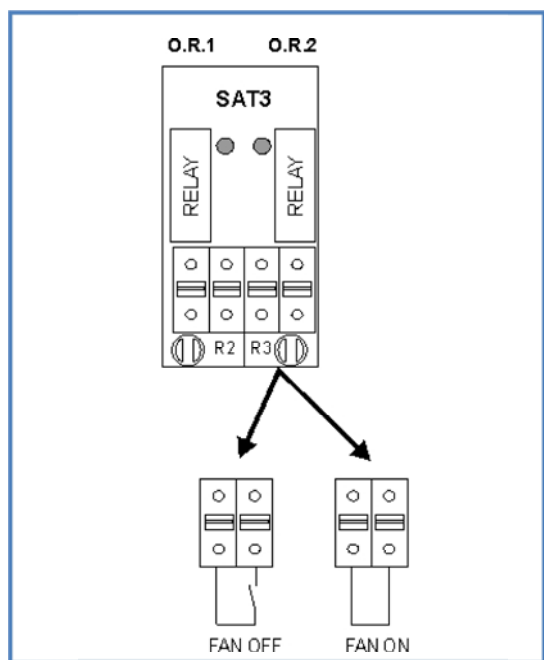 O.R.1 O.R.2
SAT3
RELAY RELAY
R2 R3
FAN OFF FAN ON